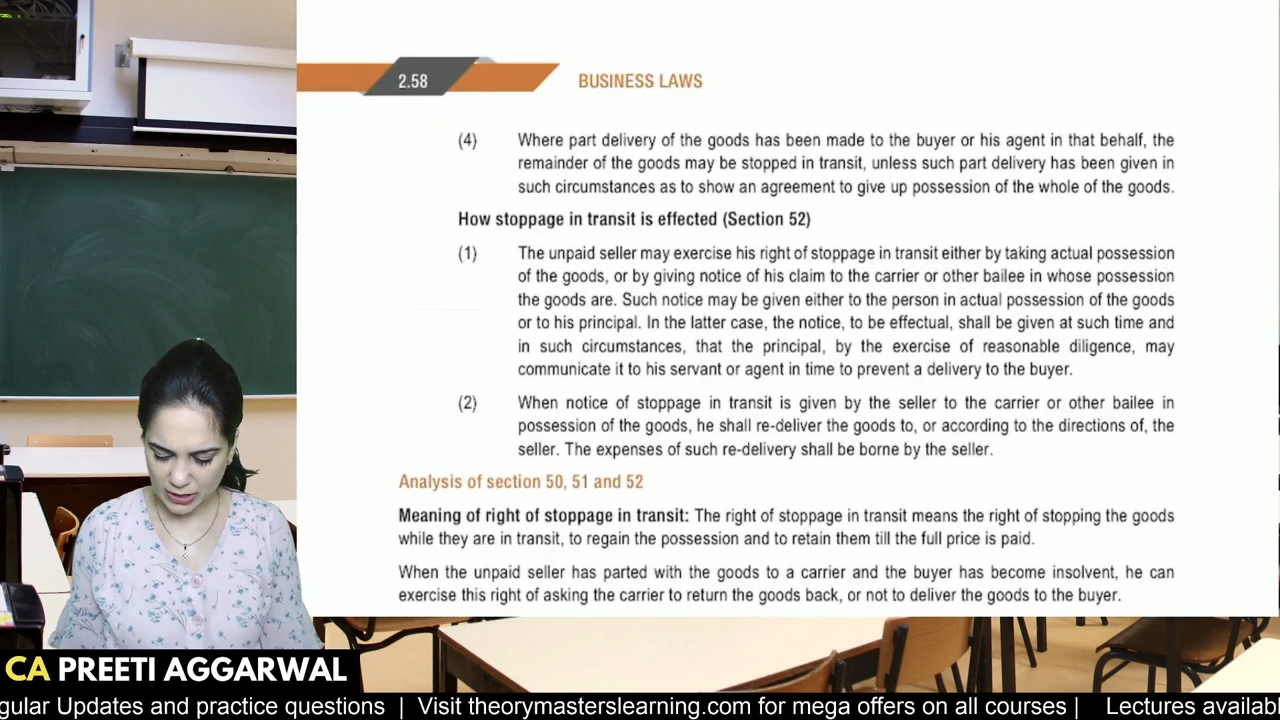 2.58
BUSINESS LAWS
(4) Where part delivery of the goods has been made to the buyer or his agent in that behalf, the
remainder of the goods may be stopped in transit, unless such part delivery has been given in
such circumstances as to show an agreement to give up possession of the whole of the goods.
How stoppage in transit is effected (Section 52)
(1) The unpaid seller may exercise his right of stoppage in transit either by taking actual possession
of the goods, or by giving notice of his claim to the carrier or other bailee in whose possession
the goods are. Such notice may be given either to the person in actual possession of the goods
or to his principal. In the latter case, the notice, to be effectual, shall be given at such time and
in such circumstances, that the principal, by the exercise of reasonable diligence, may
communicate it to his servant or agent in time to prevent a delivery to the buyer.
(2) When notice of stoppage in transit is given by the seller to the carrier or other bailee in
possession of the goods, he shall re-deliver the goods to, or according to the directions of, the
seller. The expenses of such re-delivery shall be borne by the seller.
Analysis of section 50, 51 and 52
Meaning of right of stoppage in transit: The right of stoppage in transit means the right of stopping the goods
while they are in transit, to regain the possession and to retain them till the full price is paid.
When the unpaid seller has parted with the goods to a carrier and the buyer has become insolvent, he can
exercise this right of asking the carrier to return the goods back, or not to deliver the goods to the buyer.
CA PREETI AGGARWAL
gular Updates and practice questions | Visit theorymasterslearning.com for mega offers on all courses | Lectures availab